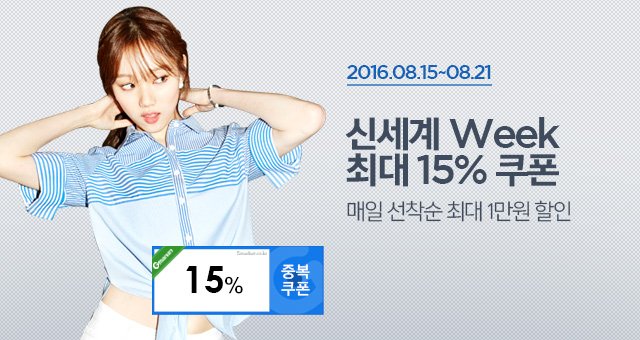 2016.08.15~08.21
신세계 Week
최대 15% 쿠폰
매일 선착순 최대 1만원 할인
Gmarket
15%
중복
쿠폰